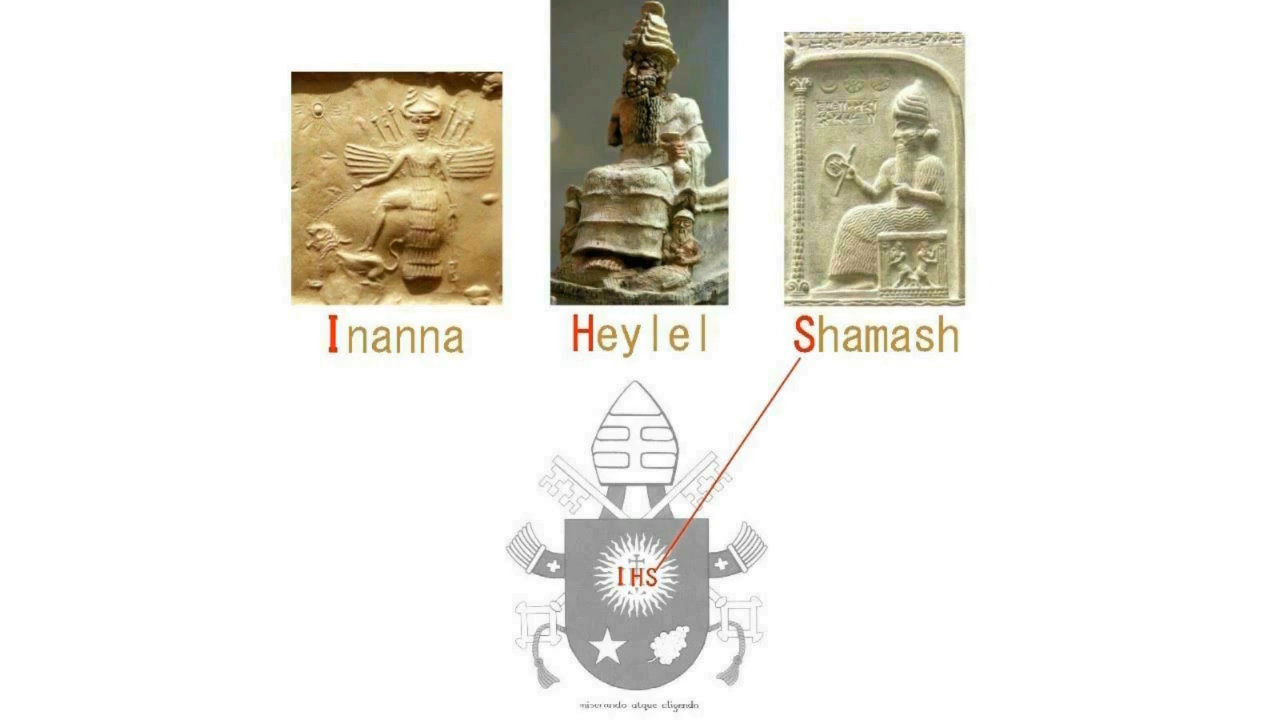 Inanna
Heylel
Shamash
IHS
miserando atque eligendo